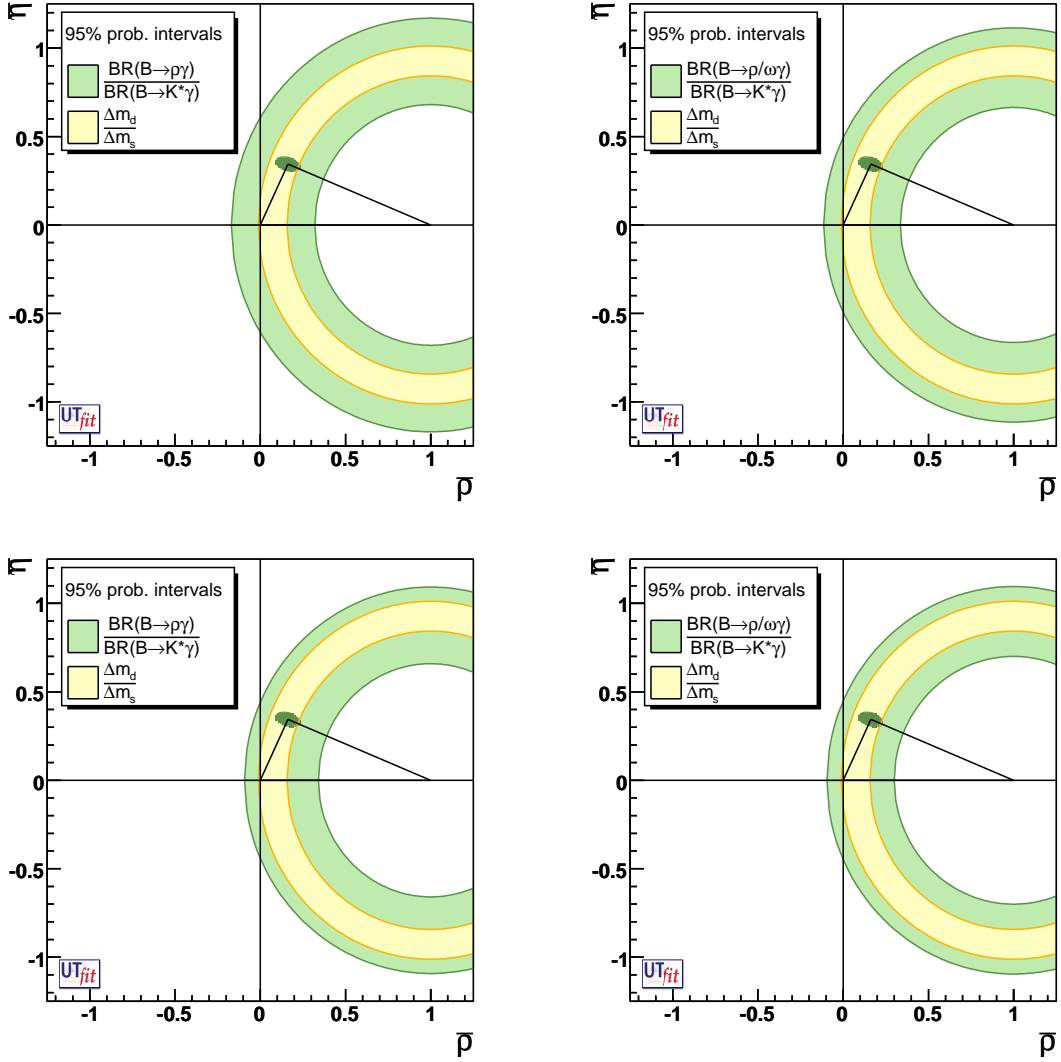 η̅
1
0.5
0
-0.5
-1
95% prob. intervals
BR(B→ργ)
BR(B→K*γ)
Δm_d
Δm_s
UTfit
-1 -0.5 0 0.5 1
ρ̅
η̅
1
0.5
0
-0.5
-1
95% prob. intervals
BR(B→ρ/ωγ)
BR(B→K*γ)
Δm_d
Δm_s
UTfit
-1 -0.5 0 0.5 1
ρ̅
η̅
1
0.5
0
-0.5
-1
95% prob. intervals
BR(B→ργ)
BR(B→K*γ)
Δm_d
Δm_s
UTfit
-1 -0.5 0 0.5 1
ρ̅
η̅
1
0.5
0
-0.5
-1
95% prob. intervals
BR(B→ρ/ωγ)
BR(B→K*γ)
Δm_d
Δm_s
UTfit
-1 -0.5 0 0.5 1
ρ̅